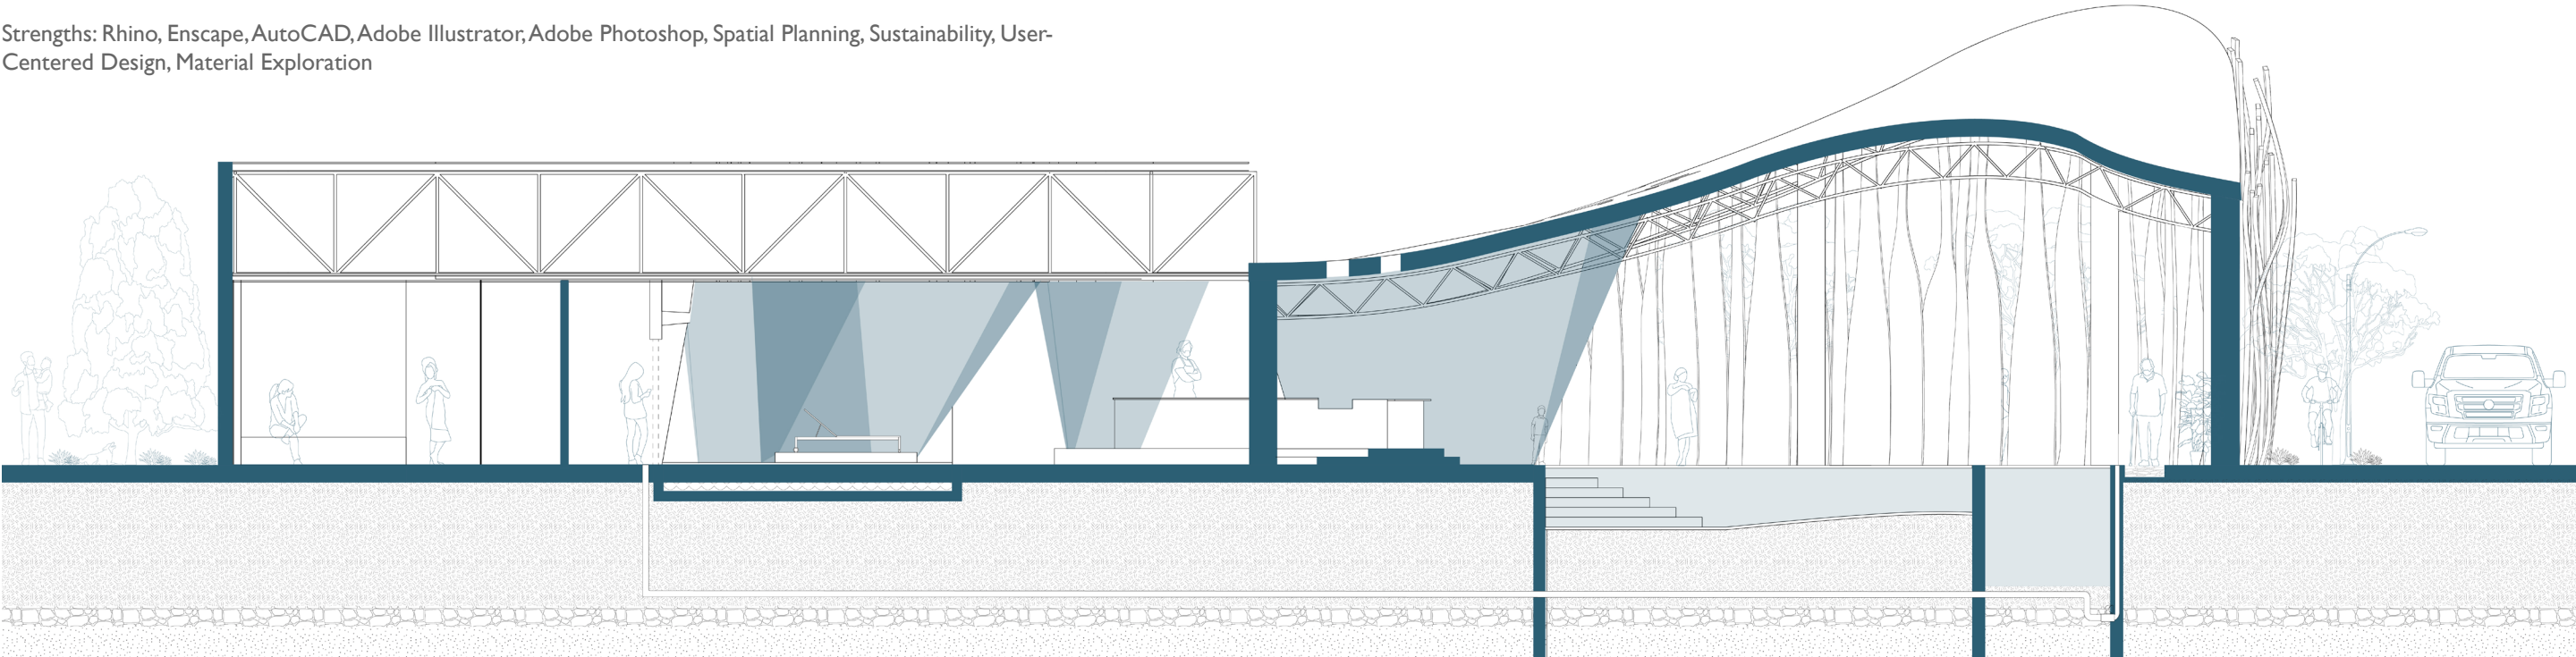 Strengths: Rhino, Enscape, AutoCAD, Adobe Illustrator, Adobe Photoshop, Spatial Planning, Sustainability, User-
Centered Design, Material Exploration